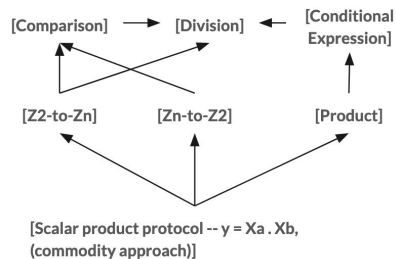 [Comparison]
[Division]
[Conditional
Expression]
[Z2-to-Zn]
[Zn-to-Z2]
[Product]
[Scalar product protocol -- y = Xa . Xb,
(commodity approach)]